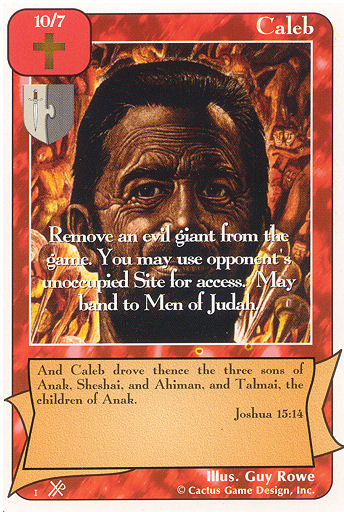 10/7
Caleb
Remove an evil giant from the
game. You may use opponent's
unoccupied Site for access. May
band to Men of Judah.
And Caleb drove thence the three sons of
Anak, Sheshai, and Ahiman, and Talmai, the
children of Anak.
Joshua 15:14
Illus. Guy Rowe
I
© Cactus Game Design, Inc.